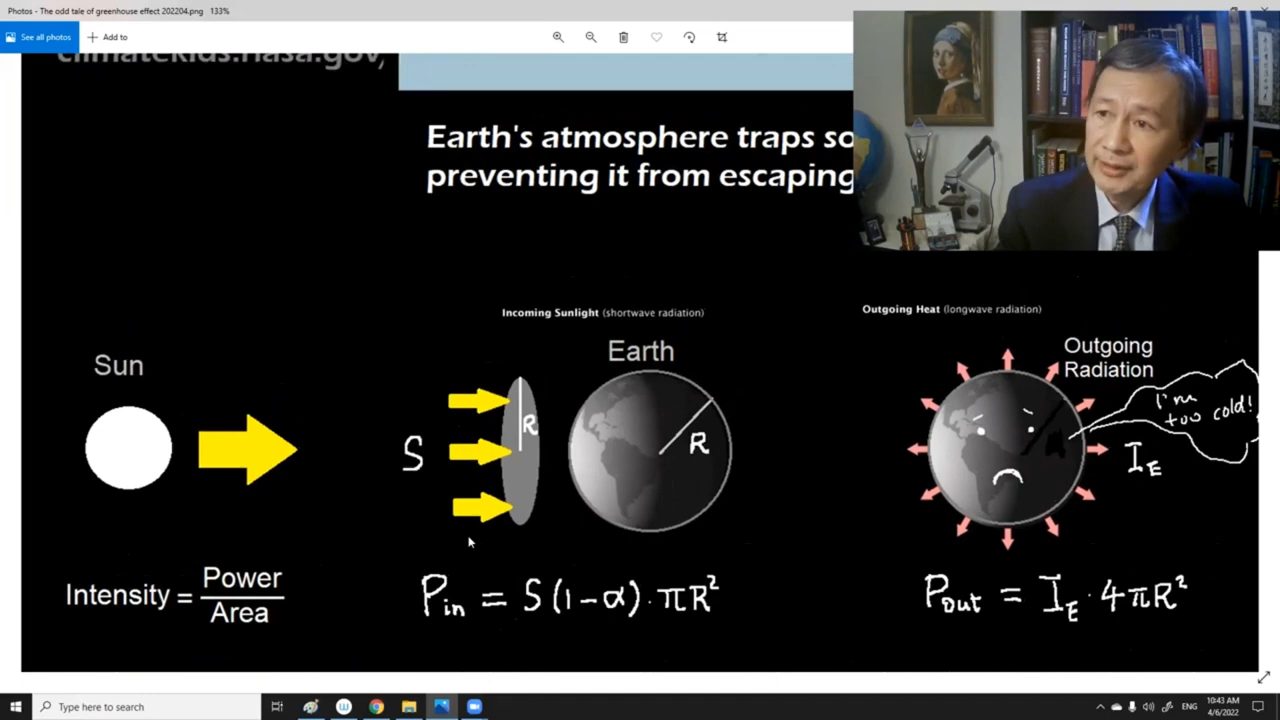 Photos - The odd tale of greenhouse effect 202204.png 133%
See all photos
Add to
climatekids.nasa.gov,
Earth's atmosphere traps so
preventing it from escaping
Incoming Sunlight (shortwave radiation)
Outgoing Heat (longwave radiation)
Sun
Earth
Outgoing
Radiation
I'm
too cold!
R
S
R
I_E
Intensity = Power / Area
P_in = S(1-α)·πR²
P_out = I_E·4πR²
Type here to search
ENG
10:43 AM
4/6/2022